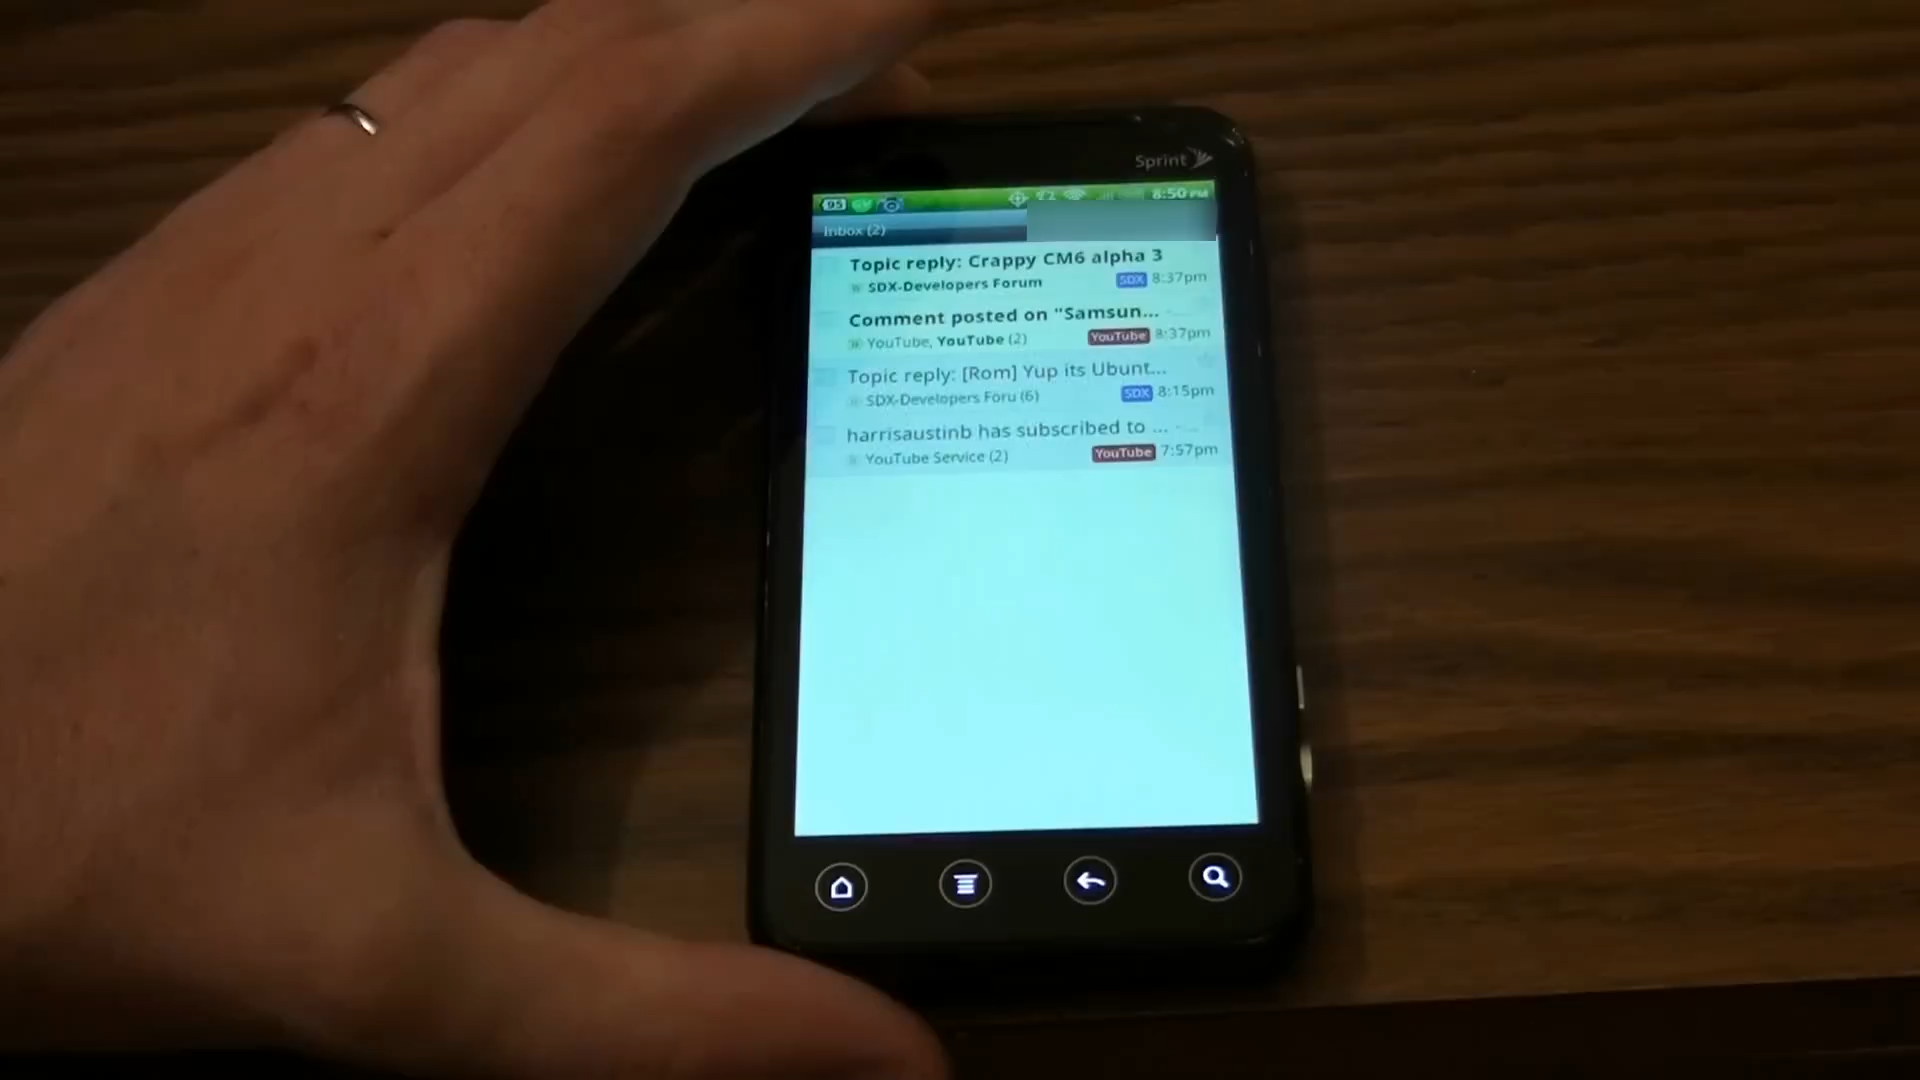 Sprint
95
8:50 PM
Inbox (2)
Topic reply: Crappy CM6 alpha 3
SDX-Developers Forum SDX 8:37pm
Comment posted on "Samsun...
YouTube, YouTube (2) YouTube 8:37pm
Topic reply: [Rom] Yup its Ubunt...
SDX-Developers Foru (6) SDX 8:15pm
harrisaustinb has subscribed to ...
YouTube Service (2) YouTube 7:57pm